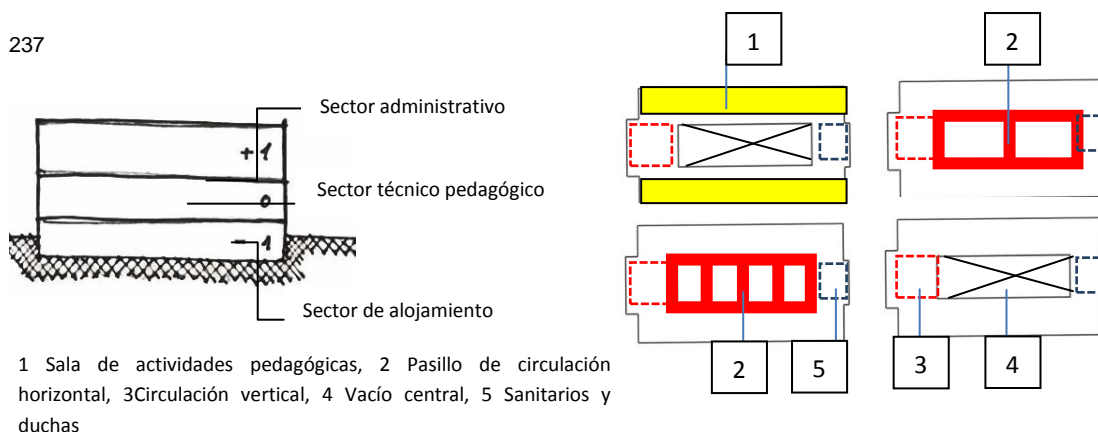 237
Sector administrativo
+1
Sector técnico pedagógico
0
-1
Sector de alojamiento
1 Sala de actividades pedagógicas, 2 Pasillo de circulación
horizontal, 3Circulación vertical, 4 Vacío central, 5 Sanitarios y
duchas
1
2
2
5
3
4